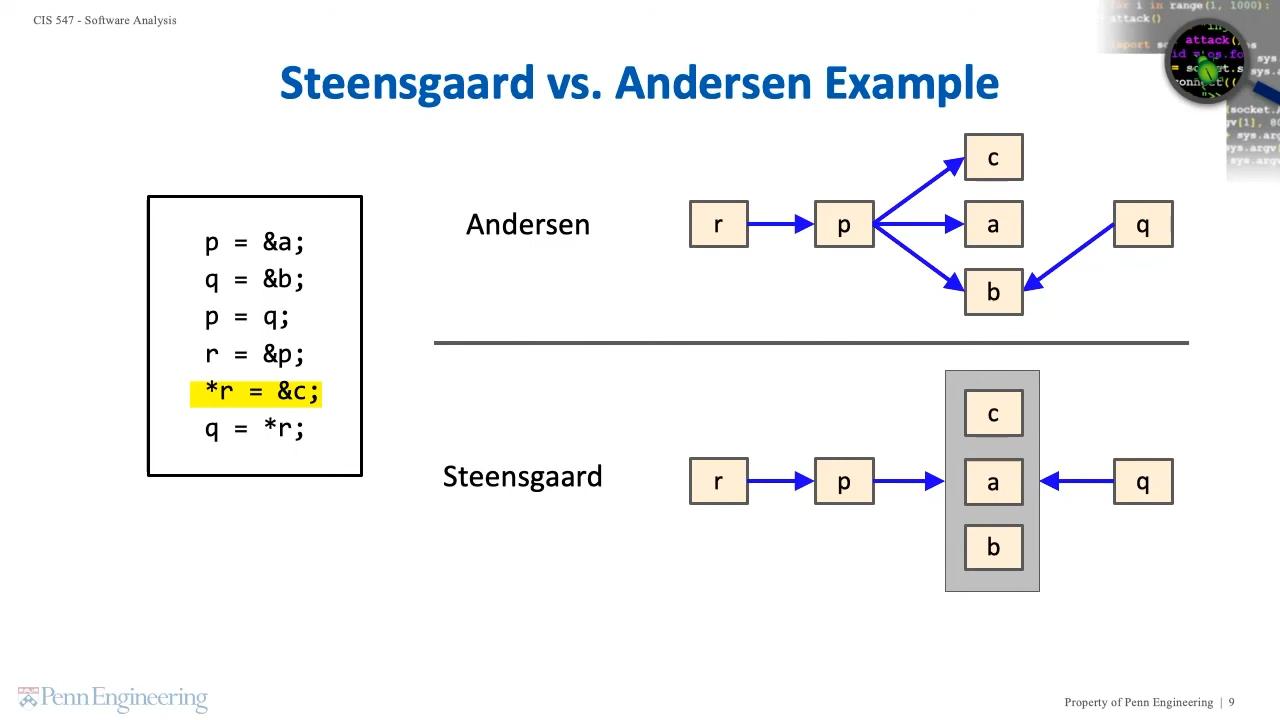 CIS 547 - Software Analysis
Steensgaard vs. Andersen Example
p = &a;
q = &b;
p = q;
r = &p;
*r = &c;
q = *r;
Andersen
r
p
c
a
b
q
Steensgaard
r
p
c
a
b
q
Penn Engineering
Property of Penn Engineering | 9